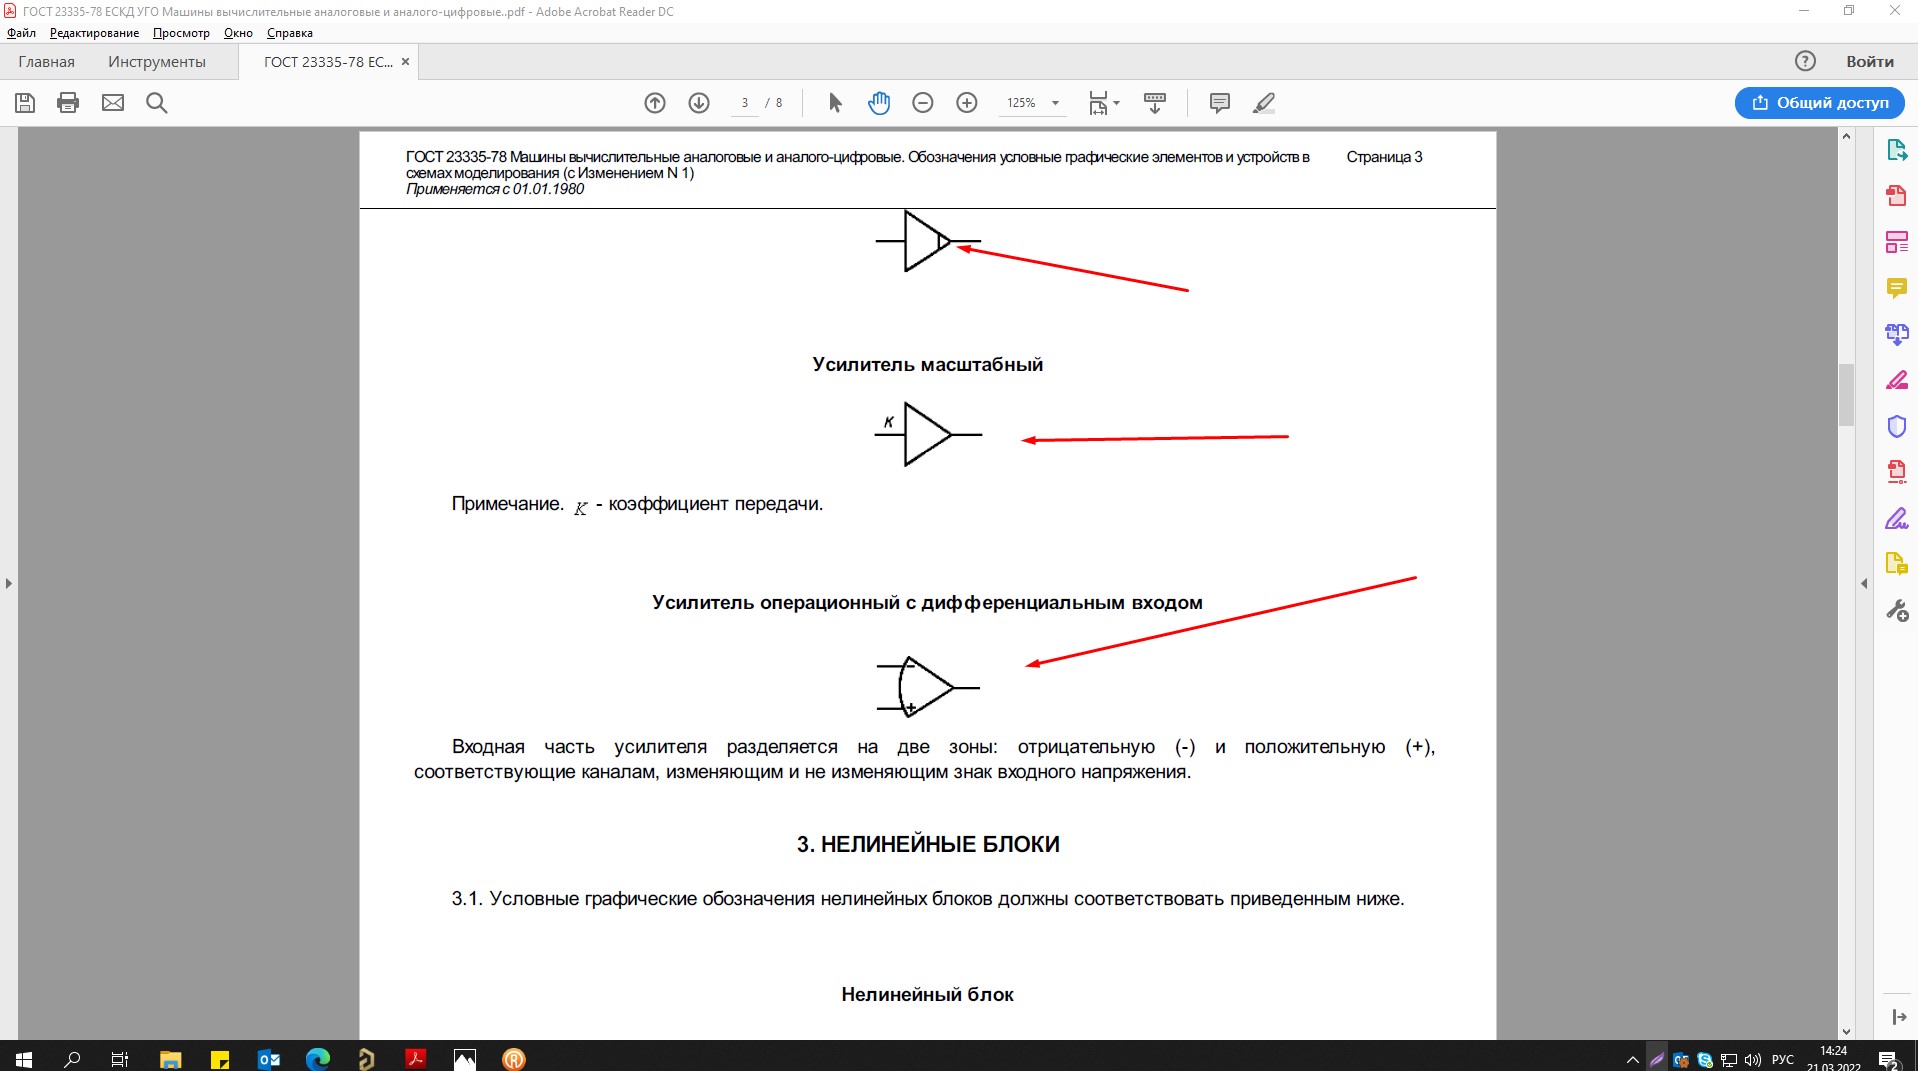 ГОСТ 23335-78 ЕСКД УГО Машины вычислительные аналоговые и аналого-цифровые..pdf - Adobe Acrobat Reader DC
Файл Редактирование Просмотр Окно Справка
Главная Инструменты ГОСТ 23335-78 ЕС... × Войти
3 / 8 125% Общий доступ
ГОСТ 23335-78 Машины вычислительные аналоговые и аналого-цифровые. Обозначения условные графические элементов и устройств в Страница 3
схемах моделирования (с Изменением N 1)
Применяется с 01.01.1980
Усилитель масштабный
K
Примечание. K - коэффициент передачи.
Усилитель операционный с дифференциальным входом
-
+
Входная часть усилителя разделяется на две зоны: отрицательную (-) и положительную (+),
соответствующие каналам, изменяющим и не изменяющим знак входного напряжения.
3. НЕЛИНЕЙНЫЕ БЛОКИ
3.1. Условные графические обозначения нелинейных блоков должны соответствовать приведенным ниже.
Нелинейный блок
РУС 14:24
21.03.2022 2